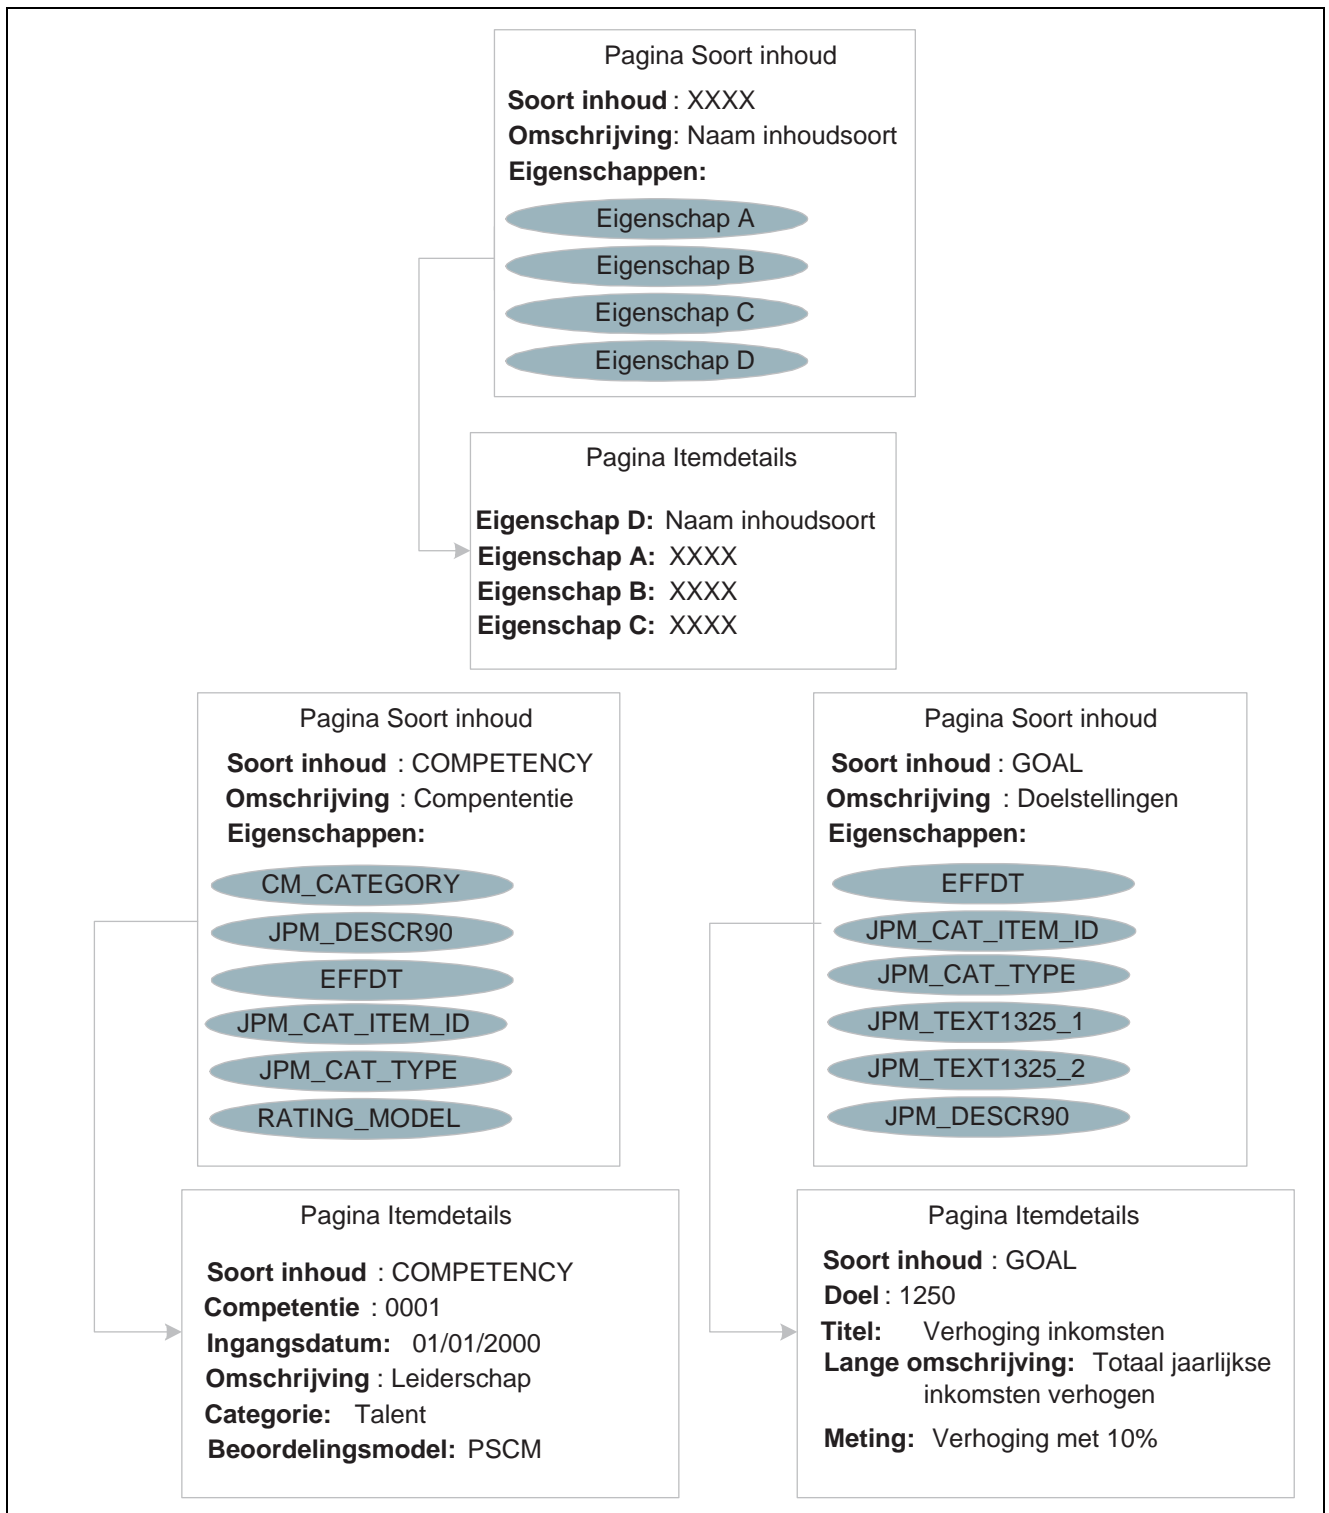 Pagina Soort inhoud
Soort inhoud : XXXX
Omschrijving: Naam inhoudsoort
Eigenschappen:
Eigenschap A
Eigenschap B
Eigenschap C
Eigenschap D
Pagina Itemdetails
Eigenschap D: Naam inhoudsoort
Eigenschap A: XXXX
Eigenschap B: XXXX
Eigenschap C: XXXX
Pagina Soort inhoud
Soort inhoud : COMPETENCY
Omschrijving : Compententie
Eigenschappen:
CM_CATEGORY
JPM_DESCR90
EFFDT
JPM_CAT_ITEM_ID
JPM_CAT_TYPE
RATING_MODEL
Pagina Itemdetails
Soort inhoud : COMPETENCY
Competentie : 0001
Ingangsdatum: 01/01/2000
Omschrijving : Leiderschap
Categorie: Talent
Beoordelingsmodel: PSCM
Pagina Soort inhoud
Soort inhoud : GOAL
Omschrijving : Doelstellingen
Eigenschappen:
EFFDT
JPM_CAT_ITEM_ID
JPM_CAT_TYPE
JPM_TEXT1325_1
JPM_TEXT1325_2
JPM_DESCR90
Pagina Itemdetails
Soort inhoud : GOAL
Doel : 1250
Titel: Verhoging inkomsten
Lange omschrijving: Totaal jaarlijkse
inkomsten verhogen
Meting: Verhoging met 10%